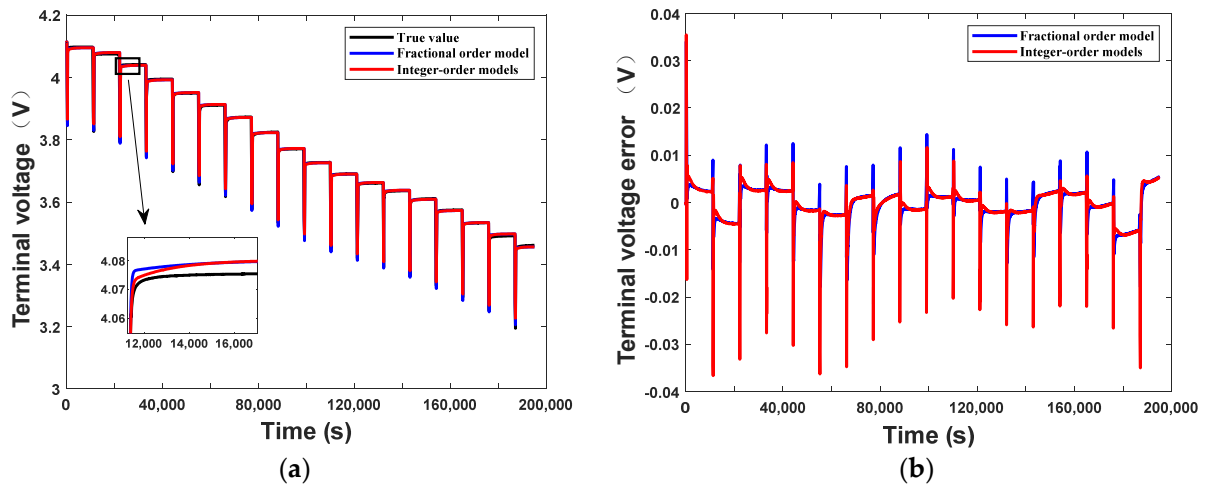 4.2
4
3.8
3.6
3.4
3.2
3
Terminal voltage（V）
True value
Fractional order model
Integer-order models
4.08
4.07
4.06
12,000 14,000 16,000
0 40,000 80,000 120,000 160,000 200,000
Time (s)
(a)
0.04
0.03
0.02
0.01
0
-0.01
-0.02
-0.03
-0.04
Terminal voltage error（V）
Fractional order model
Integer-order models
0 40,000 80,000 120,000 160,000 200,000
Time (s)
(b)